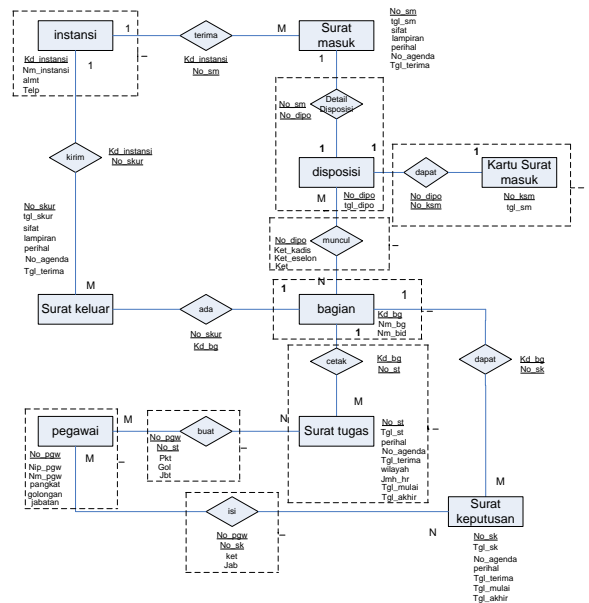 instansi
1
terima
M
Surat
masuk
No_sm
tgl_sm
sifat
lampiran
perihal
No_agenda
Tgl_terima
Kd_instansi
Nm_instansi
almt
Telp
1
Kd_instansi
No_sm
1
Detail
Disposisi
No_sm
No_dipo
kirim
Kd_instansi
No_skur
1
disposisi
1
dapat
1
Kartu Surat
masuk
No_dipo
tgl_dipo
No_dipo
No_ksm
No_ksm
tgl_sm
M
muncul
No_dipo
Ket_kadis
Ket_eselon
Ket
N
No_skur
tgl_skur
sifat
lampiran
perihal
No_agenda
Tgl_terima
M
Surat keluar
ada
No_skur
Kd_bg
1
bagian
1
Kd_bg
Nm_bg
Nm_bid
1
cetak
Kd_bg
No_st
dapat
Kd_bg
No_sk
M
pegawai
M
buat
N
Surat tugas
No_pgw
No_st
Pkt
Gol
Jbt
No_st
Tgl_st
perihal
No_agenda
Tgl_terima
wilayah
Jmh_hr
Tgl_mulai
Tgl_akhir
No_pgw
Nip_pgw
Nm_pgw
pangkat
golongan
jabatan
M
isi
No_pgw
No_sk
ket
Jab
M
N
Surat
keputusan
No_sk
Tgl_sk
No_agenda
perihal
Tgl_terima
Tgl_mulai
Tgl_akhir